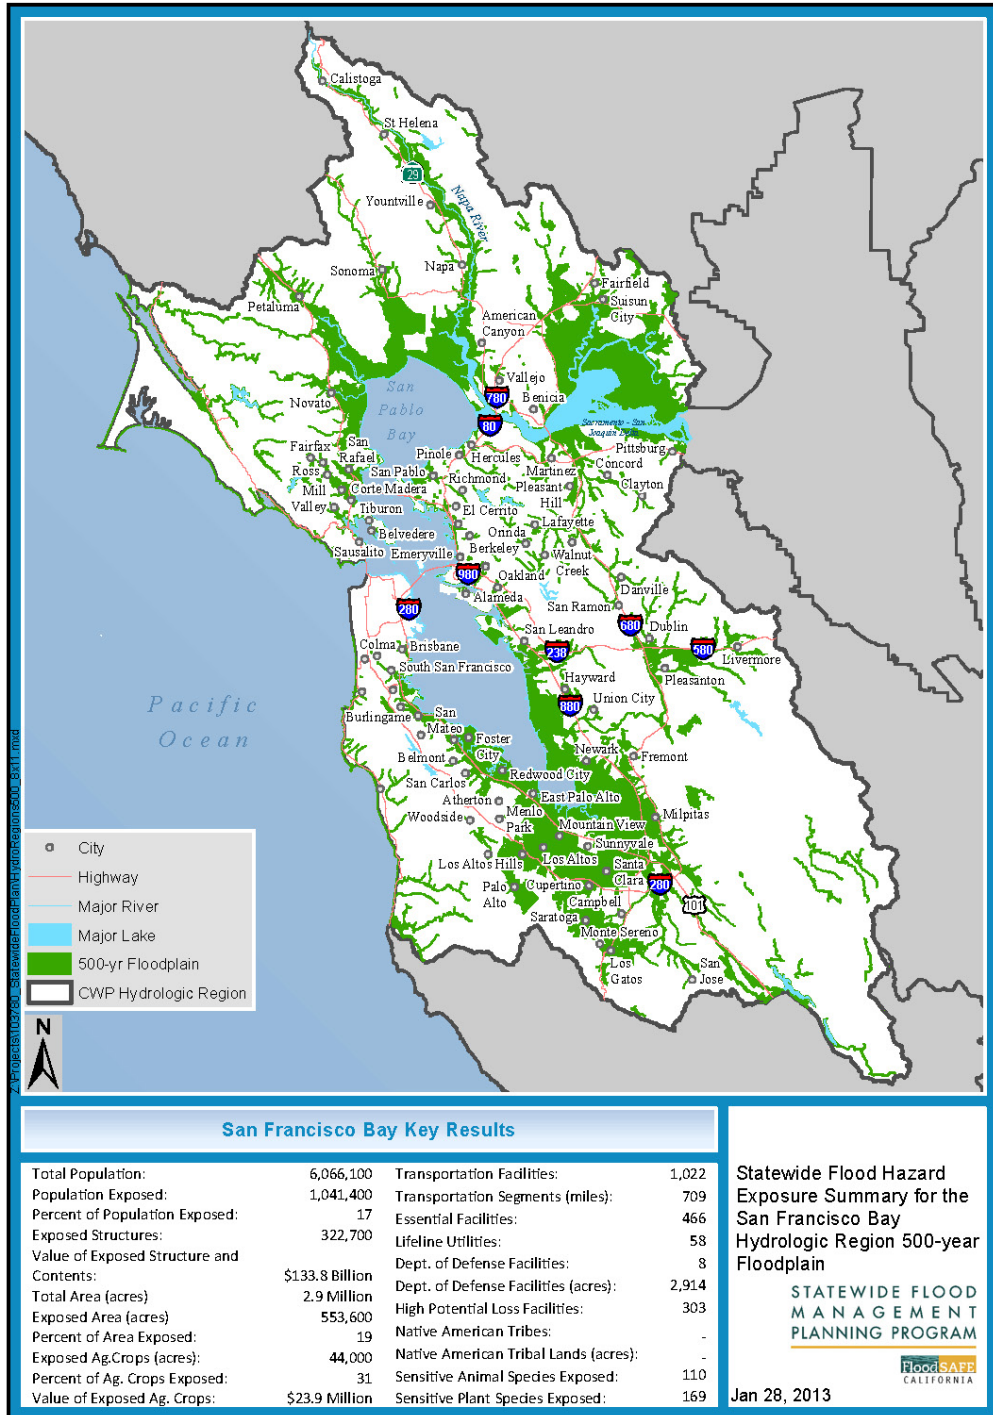 Calistoga
St Helena
29
Yountville
Napa River
Sonoma
Napa
Fairfield
Petaluma
Suisun
City
American
Canyon
San
Pablo
Bay
Vallejo
780
Benicia
Novato
80
Sacramento - San
Joaquin Delta
Fairfax
San
Rafael
Pinole
Hercules
Pittsburg
Ross
San Pablo
Martinez
Concord
Mill
Valley
Corte Madera
Richmond
Pleasant
Hill
Clayton
Tiburon
El Cerrito
Belvedere
Orinda
Lafayette
Sausalito
Emeryville
Berkeley
Walnut
Creek
980
Oakland
Danville
280
Alameda
San Ramon
680
San Leandro
Dublin
Colma
Brisbane
238
580
Livermore
South San Francisco
Pleasanton
Hayward
Pacific
Ocean
880
Union City
Burlingame
San
Mateo
Foster
City
Newark
Fremont
Belmont
San Carlos
Redwood City
Atherton
East Palo Alto
Woodside
Menlo
Park
Milpitas
Mountain View
Sunnyvale
Los Altos Hills
Los Altos
Santa
Clara
280
Palo
Alto
Cupertino
Campbell
101
Saratoga
Monte Sereno
Los
Gatos
San
Jose
City
Highway
Major River
Major Lake
500-yr Floodplain
CWP Hydrologic Region
N
San Francisco Bay Key Results
Total Population: 6,066,100
Population Exposed: 1,041,400
Percent of Population Exposed: 17
Exposed Structures: 322,700
Value of Exposed Structure and
Contents: $133.8 Billion
Total Area (acres) 2.9 Million
Exposed Area (acres) 553,600
Percent of Area Exposed: 19
Exposed Ag.Crops (acres): 44,000
Percent of Ag. Crops Exposed: 31
Value of Exposed Ag. Crops: $23.9 Million
Transportation Facilities: 1,022
Transportation Segments (miles): 709
Essential Facilities: 466
Lifeline Utilities: 58
Dept. of Defense Facilities: 8
Dept. of Defense Facilities (acres): 2,914
High Potential Loss Facilities: 303
Native American Tribes: -
Native American Tribal Lands (acres): -
Sensitive Animal Species Exposed: 110
Sensitive Plant Species Exposed: 169
Statewide Flood Hazard
Exposure Summary for the
San Francisco Bay
Hydrologic Region 500-year
Floodplain
STATEWIDE FLOOD
MANAGEMENT
PLANNING PROGRAM
FloodSAFE
CALIFORNIA
Jan 28, 2013